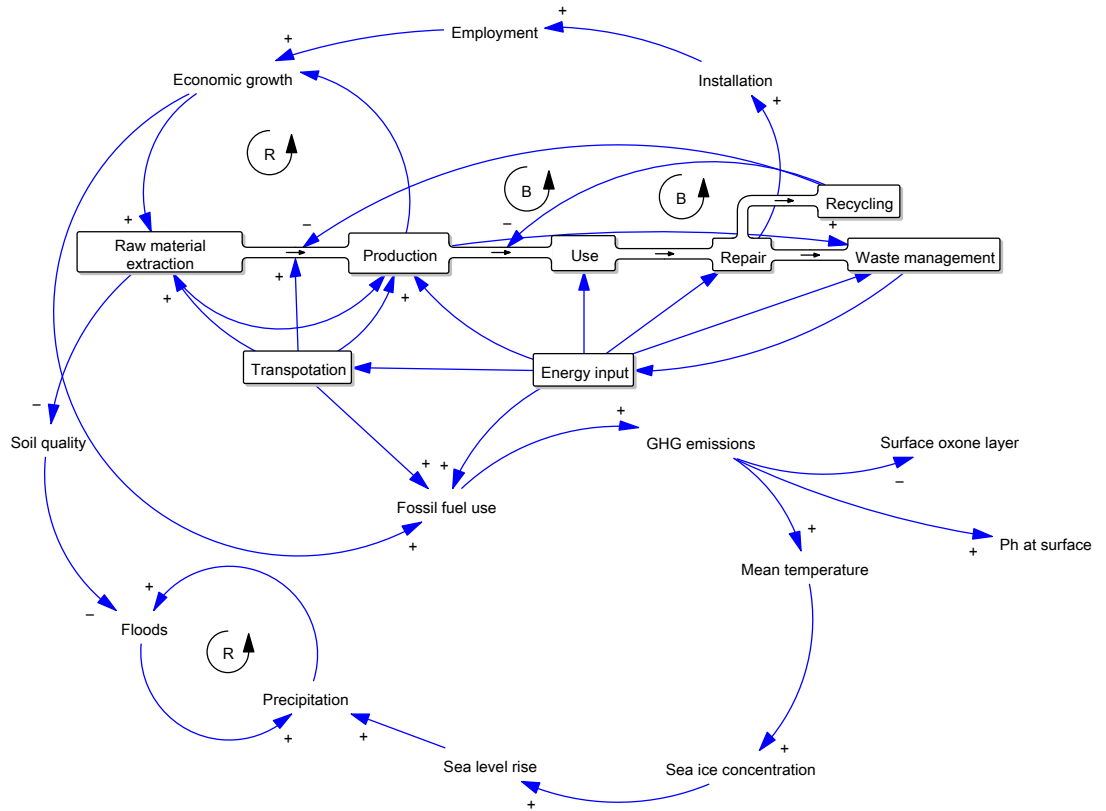 +
Employment
+
Economic growth
Installation
+
R
B
B
Recycling
+
–
–
+
Raw material
extraction
Production
Use
Repair
Waste management
+
+
+
Transpotation
Energy input
–
+
Soil quality
GHG emissions
Surface oxone layer
+
+
–
Fossil fuel use
+
+
+
Ph at surface
Mean temperature
+
–
Floods
R
Precipitation
+
+
+
Sea level rise
Sea ice concentration
+